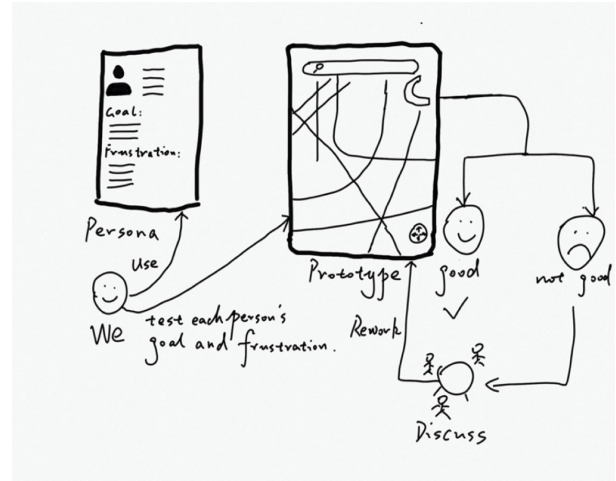 Goal:
Frustration:
Persona
Use
We
test each person's
goal and frustration.
Prototype
good
not good
Rework
Discuss